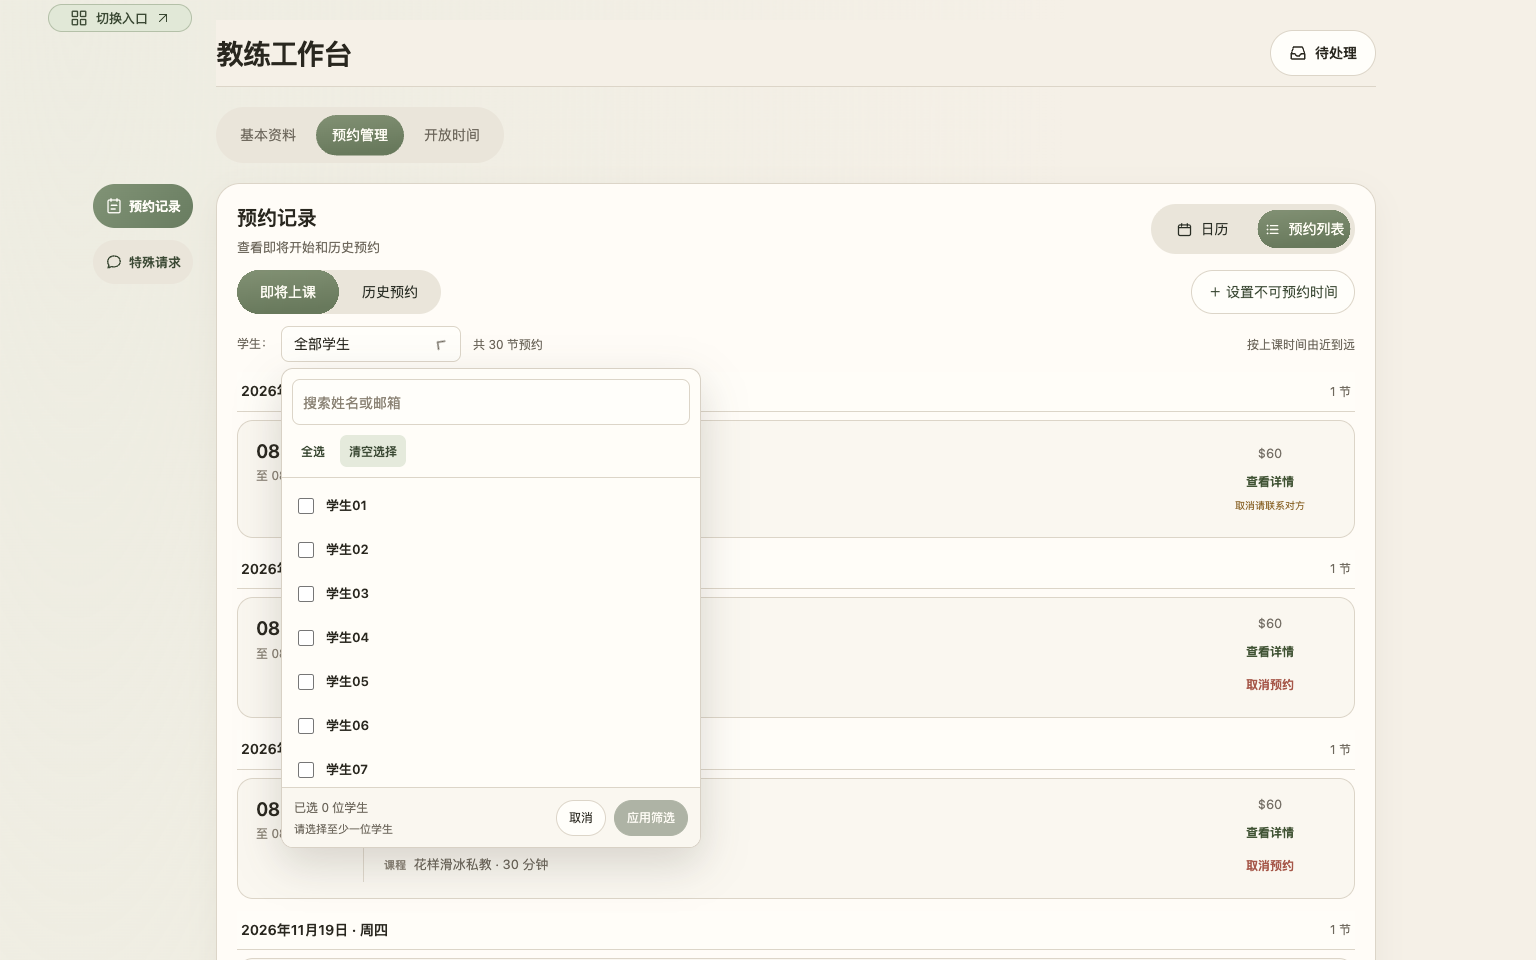 切换入口
教练工作台
待处理
基本资料
预约管理
开放时间
预约记录
特殊请求
预约记录
查看即将开始和历史预约
日历
预约列表
即将上课
历史预约
+ 设置不可预约时间
学生：
全部学生
共 30 节预约
按上课时间由近到远
2026
1 节
搜索姓名或邮箱
全选
清空选择
08
至
$60
查看详情
取消请联系对方
学生01
学生02
学生03
学生04
学生05
学生06
学生07
2026
1 节
08
至
$60
查看详情
取消预约
2026
1 节
08
至
$60
查看详情
取消预约
已选 0 位学生
请选择至少一位学生
取消
应用筛选
课程 花样滑冰私教 · 30 分钟
2026年11月19日 · 周四
1 节